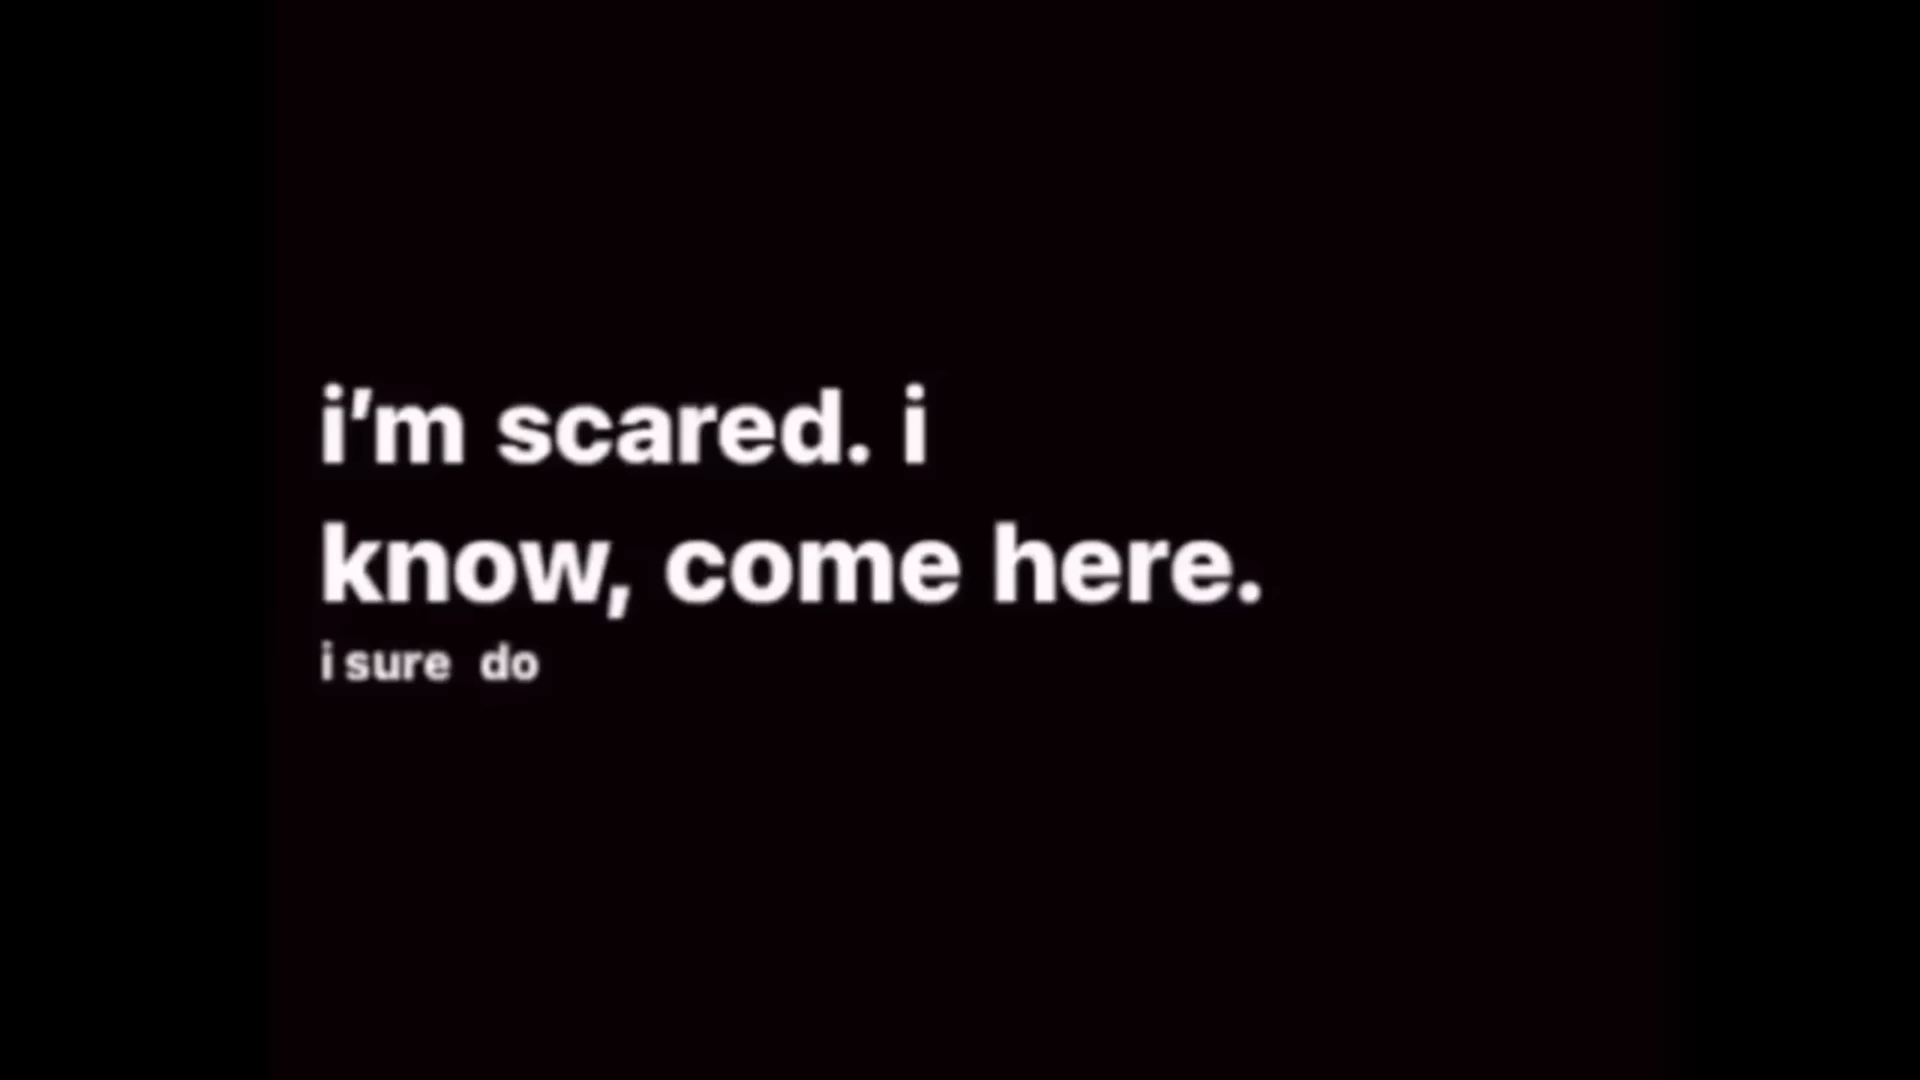 i’m scared. i
know, come here.
i sure do